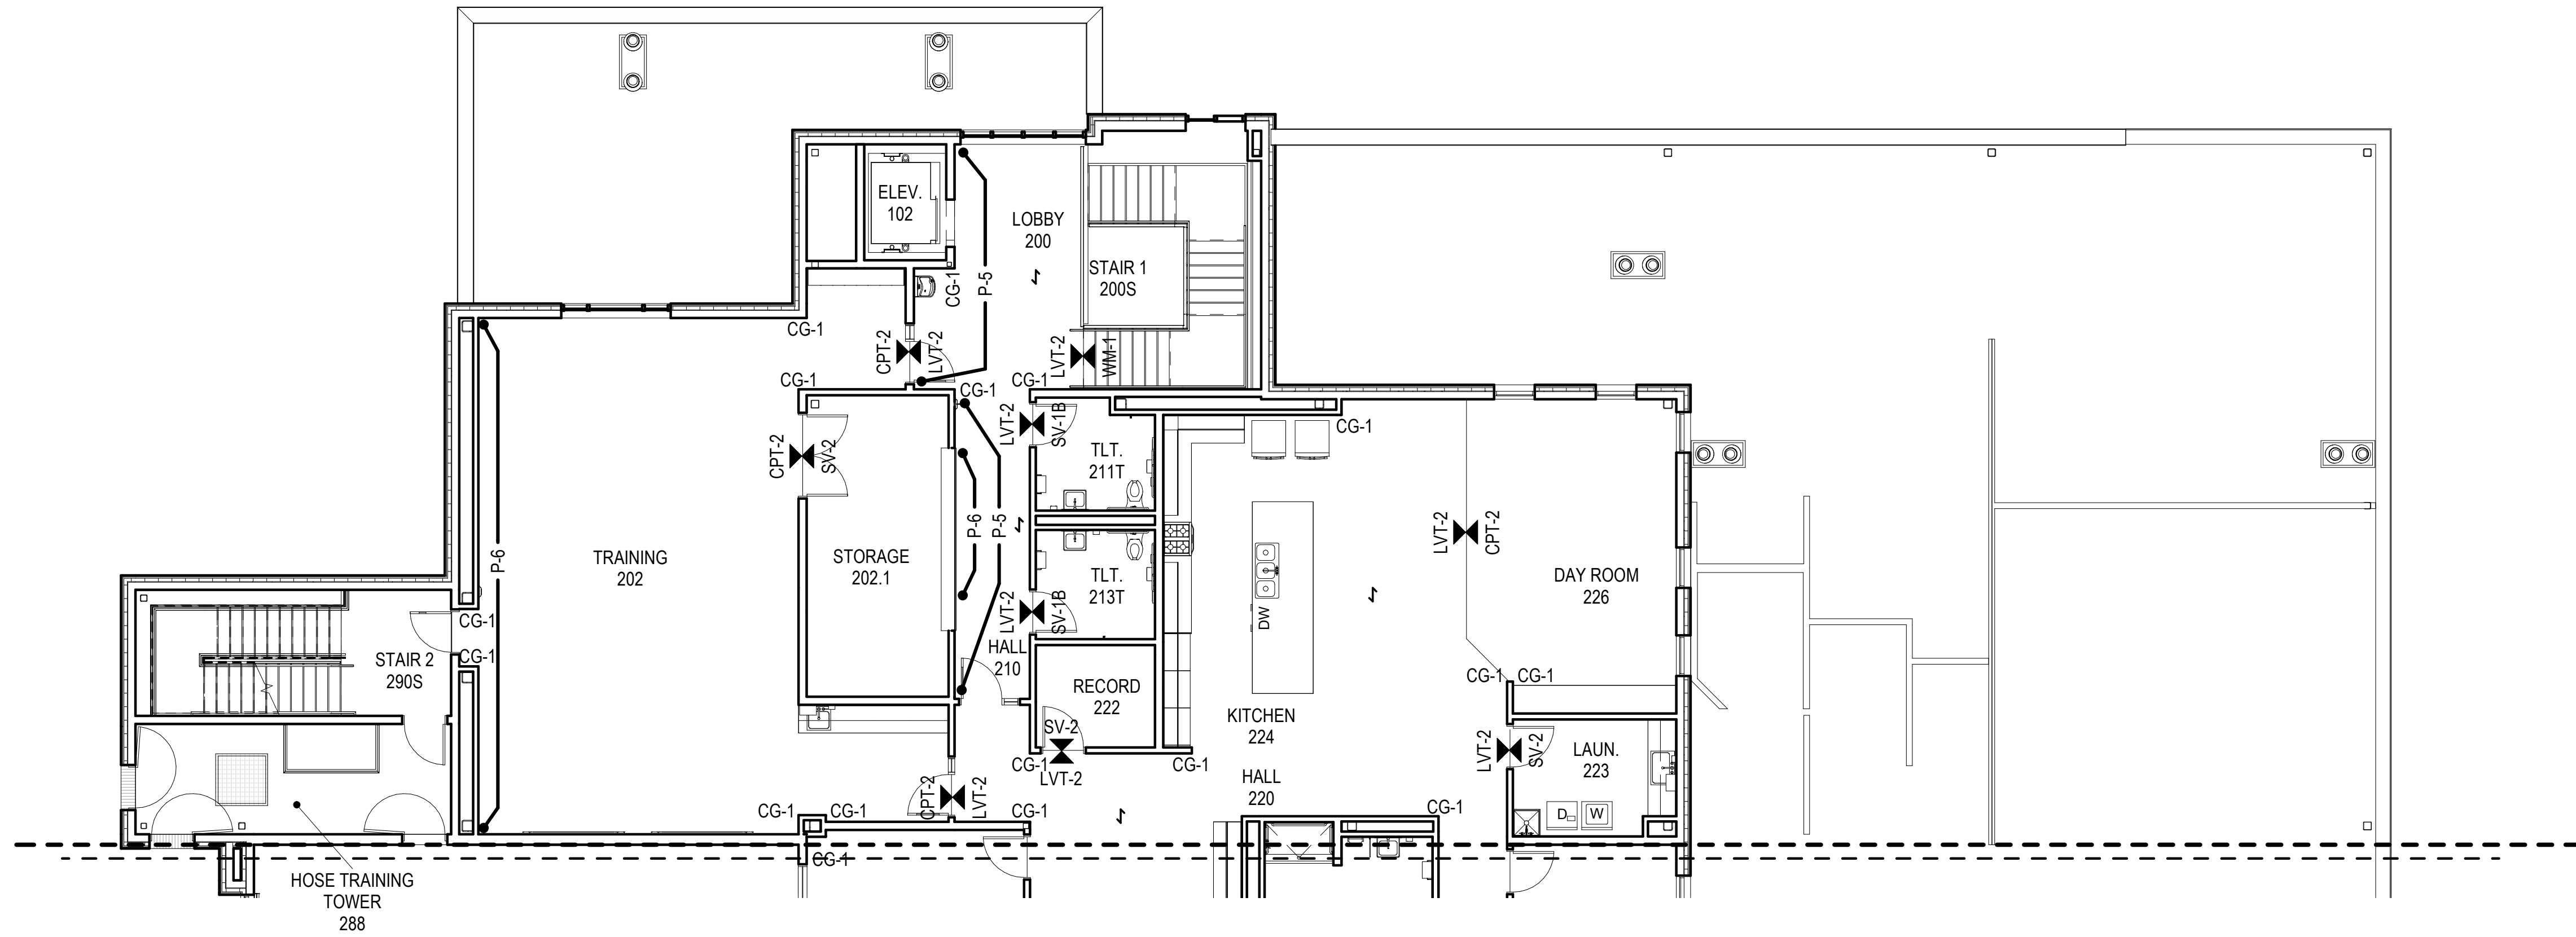 ELEV.
102
LOBBY
200
P-5
CG-1
STAIR 1
200S
CG-1
CPT-2
LVT-2
LVT-2
WM-1
CG-1
CG-1
CG-1
LVT-2
SV-1B
TLT.
211T
CG-1
CPT-2
SV-2
P-6
TRAINING
202
STORAGE
202.1
P-6
P-5
LVT-2
CPT-2
TLT.
213T
LVT-2
SV-1B
DW
DAY ROOM
226
CG-1
CG-1
STAIR 2
290S
HALL
210
RECORD
222
CG-1
CG-1
KITCHEN
224
SV-2
LVT-2
CG-1
CG-1
LVT-2
SV-2
LAUN.
223
HALL
220
CPT-2
LVT-2
CG-1
CG-1
CG-1
CG-1
D
W
CG-1
HOSE TRAINING
TOWER
288